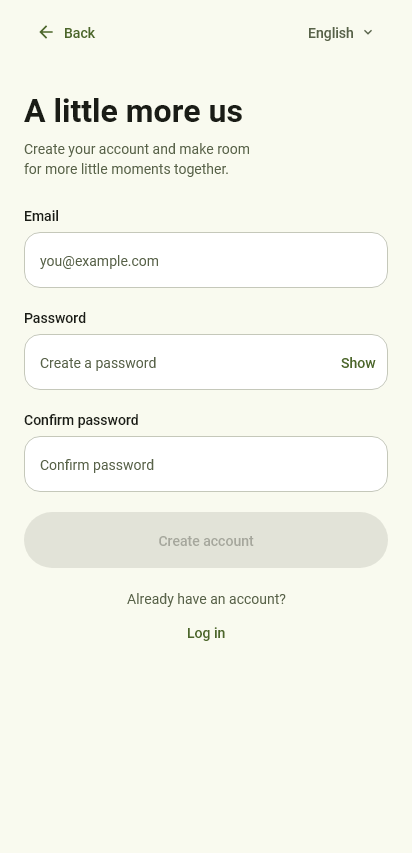 Back
English
A little more us
Create your account and make room
for more little moments together.
Email
you@example.com
Password
Create a password
Show
Confirm password
Confirm password
Create account
Already have an account?
Log in